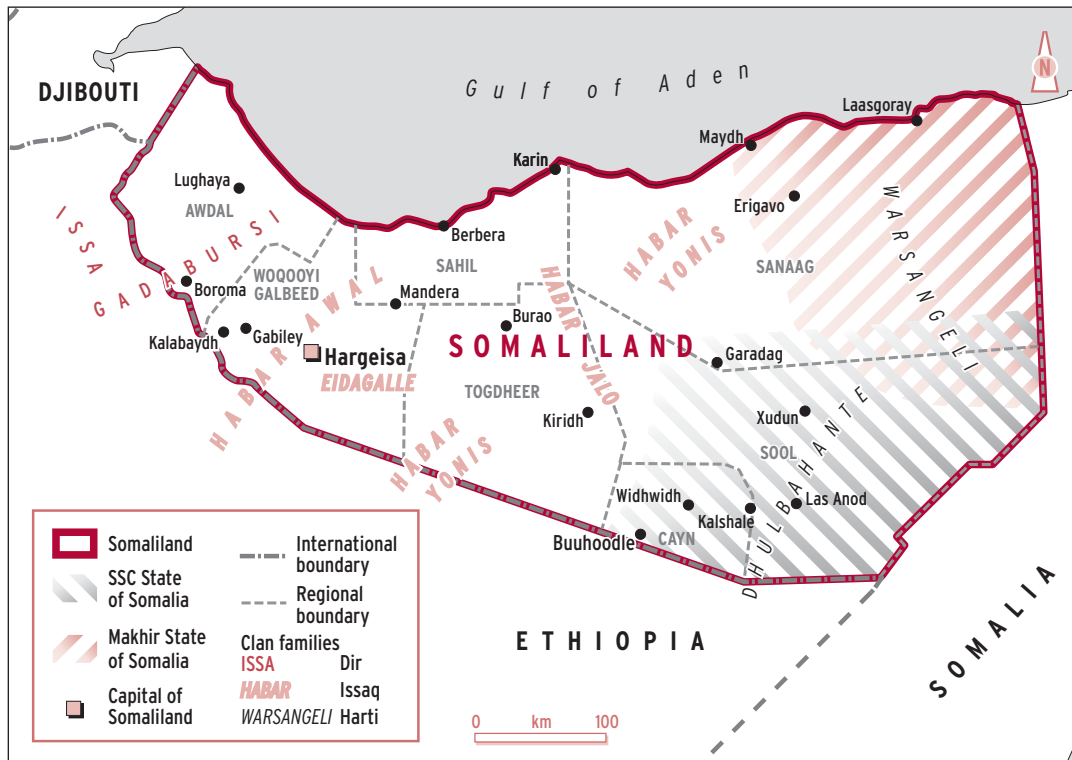 DJIBOUTI
Gulf of Aden
N
Laasgoray
Maydh
Karin
Lughaya
AWDAL
Erigavo
WARSANGELI
ISSA
GADABURSI
Berbera
HABAR
YONIS
SAHIL
SANAAG
WOQOOYI
GALBEED
Boroma
Mandera
HABAR JALO
Burao
Kalabaydh
Gabiley
HABAR AWAL
SOMALILAND
Hargeisa
EIDAGALLE
Garadag
TOGDHEER
Kiridh
Xudun
SOOL
DHULBAHANTE
HABAR
YONIS
Widhwidh
Kalshale
Las Anod
Buuhoodle
CAYN
ETHIOPIA
SOMALIA
Somaliland
SSC State
of Somalia
Makhir State
of Somalia
Capital of
Somaliland
International
boundary
Regional
boundary
Clan families
ISSA Dir
HABAR Issaq
WARSANGELI Harti
0 km 100